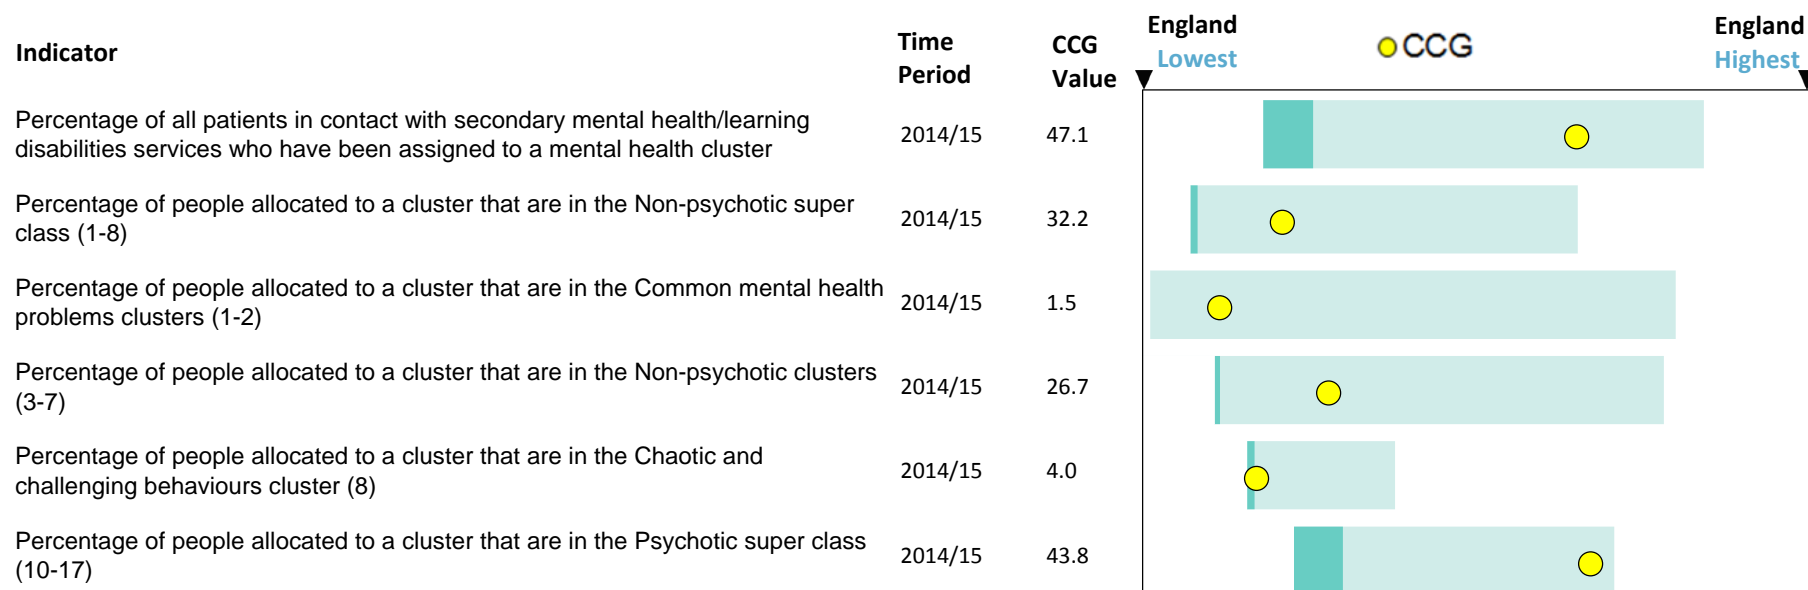 Indicator
Time
Period
CCG
Value
England
Lowest
CCG
England
Highest
Percentage of all patients in contact with secondary mental health/learning
disabilities services who have been assigned to a mental health cluster
2014/15
47.1
Percentage of people allocated to a cluster that are in the Non-psychotic super
class (1-8)
2014/15
32.2
Percentage of people allocated to a cluster that are in the Common mental health
problems clusters (1-2)
2014/15
1.5
Percentage of people allocated to a cluster that are in the Non-psychotic clusters
(3-7)
2014/15
26.7
Percentage of people allocated to a cluster that are in the Chaotic and
challenging behaviours cluster (8)
2014/15
4.0
Percentage of people allocated to a cluster that are in the Psychotic super class
(10-17)
2014/15
43.8